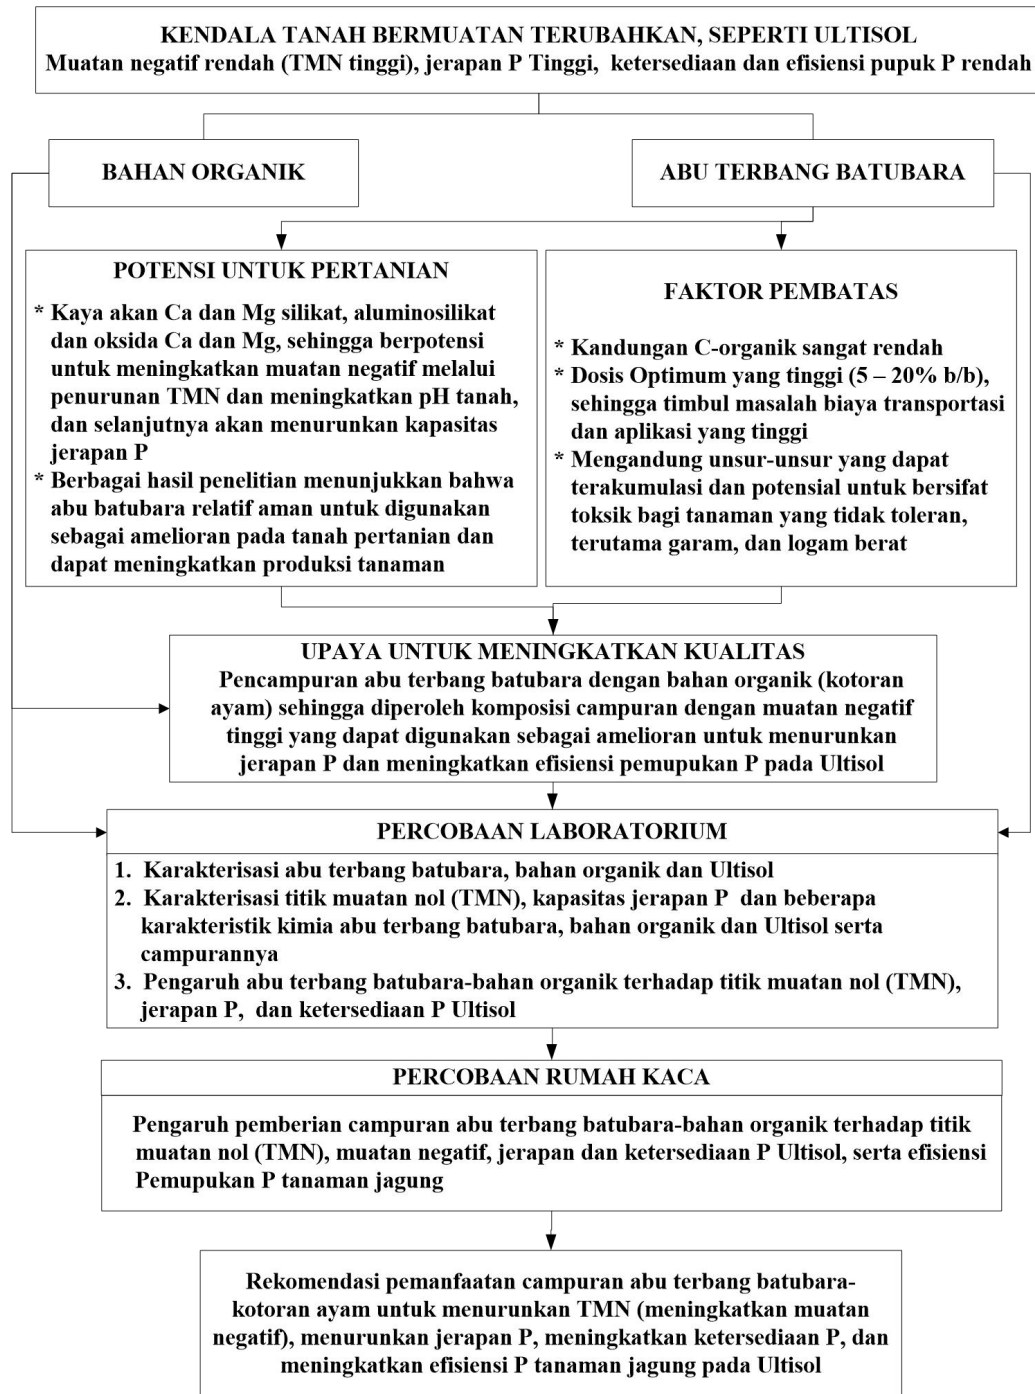 KENDALA TANAH BERMUATAN TERUBAHKAN, SEPERTI ULTISOL
Muatan negatif rendah (TMN tinggi), jerapan P Tinggi, ketersediaan dan efisiensi pupuk P rendah
BAHAN ORGANIK
ABU TERBANG BATUBARA
POTENSI UNTUK PERTANIAN
* Kaya akan Ca dan Mg silikat, aluminosilikat
dan oksida Ca dan Mg, sehingga berpotensi
untuk meningkatkan muatan negatif melalui
penurunan TMN dan meningkatkan pH tanah,
dan selanjutnya akan menurunkan kapasitas
jerapan P
* Berbagai hasil penelitian menunjukkan bahwa
abu batubara relatif aman untuk digunakan
sebagai amelioran pada tanah pertanian dan
dapat meningkatkan produksi tanaman
FAKTOR PEMBATAS
* Kandungan C-organik sangat rendah
* Dosis Optimum yang tinggi (5 – 20% b/b),
sehingga timbul masalah biaya transportasi
dan aplikasi yang tinggi
* Mengandung unsur-unsur yang dapat
terakumulasi dan potensial untuk bersifat
toksik bagi tanaman yang tidak toleran,
terutama garam, dan logam berat
UPAYA UNTUK MENINGKATKAN KUALITAS
Pencampuran abu terbang batubara dengan bahan organik (kotoran
ayam) sehingga diperoleh komposisi campuran dengan muatan negatif
tinggi yang dapat digunakan sebagai amelioran untuk menurunkan
jerapan P dan meningkatkan efisiensi pemupukan P pada Ultisol
PERCOBAAN LABORATORIUM
1. Karakterisasi abu terbang batubara, bahan organik dan Ultisol
2. Karakterisasi titik muatan nol (TMN), kapasitas jerapan P dan beberapa
karakteristik kimia abu terbang batubara, bahan organik dan Ultisol serta
campurannya
3. Pengaruh abu terbang batubara-bahan organik terhadap titik muatan nol (TMN),
jerapan P, dan ketersediaan P Ultisol
PERCOBAAN RUMAH KACA
Pengaruh pemberian campuran abu terbang batubara-bahan organik terhadap titik
muatan nol (TMN), muatan negatif, jerapan dan ketersediaan P Ultisol, serta efisiensi
Pemupukan P tanaman jagung
Rekomendasi pemanfaatan campuran abu terbang batubara-
kotoran ayam untuk menurunkan TMN (meningkatkan muatan
negatif), menurunkan jerapan P, meningkatkan ketersediaan P, dan
meningkatkan efisiensi P tanaman jagung pada Ultisol